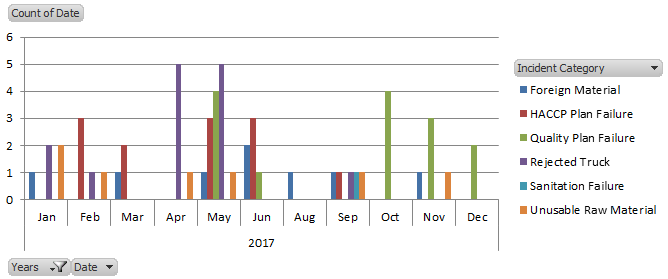 Count of Date
6
5
4
3
2
1
0
Jan Feb Mar Apr May Jun Aug Sep Oct Nov Dec
2017
Incident Category
Foreign Material
HACCP Plan Failure
Quality Plan Failure
Rejected Truck
Sanitation Failure
Unusable Raw Material
Years Date